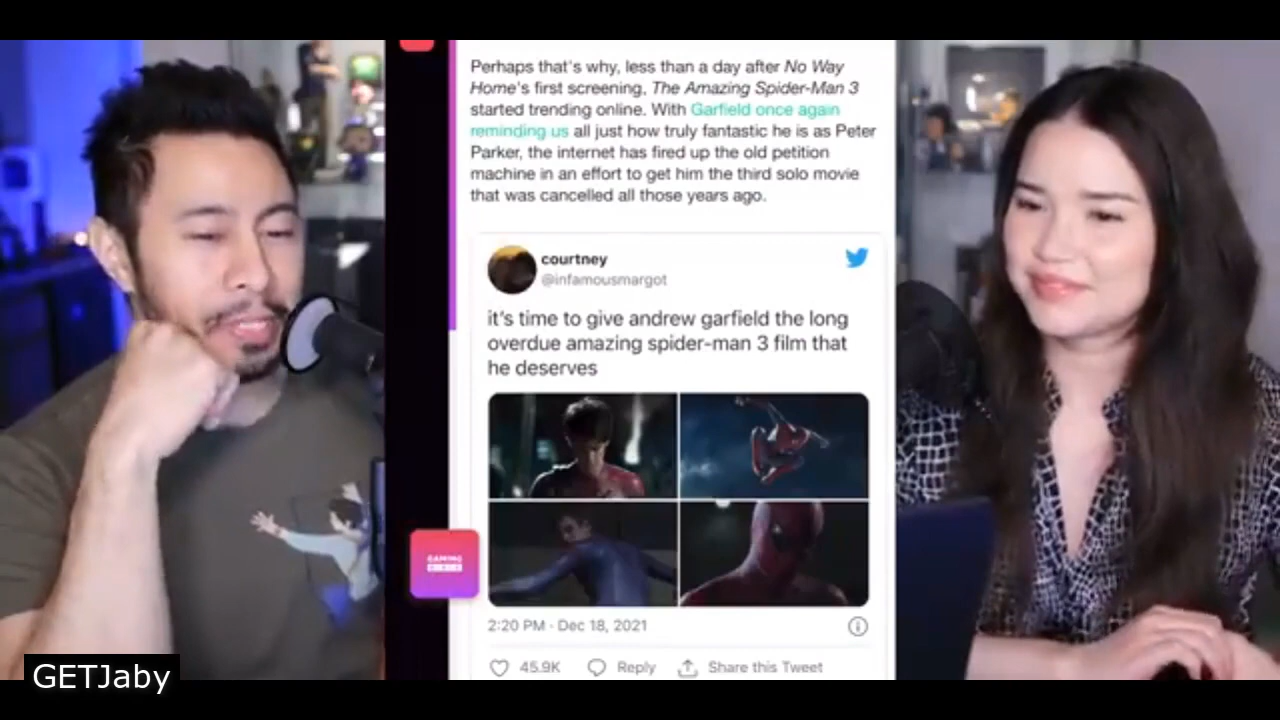 Perhaps that's why, less than a day after No Way
Home's first screening, The Amazing Spider-Man 3
started trending online. With Garfield once again
reminding us all just how truly fantastic he is as Peter
Parker, the internet has fired up the old petition
machine in an effort to get him the third solo movie
that was cancelled all those years ago.
courtney
@infamousmargot
it's time to give andrew garfield the long
overdue amazing spider-man 3 film that
he deserves
GAMING
2:20 PM · Dec 18, 2021
45.9K Reply Share this Tweet
GETJaby